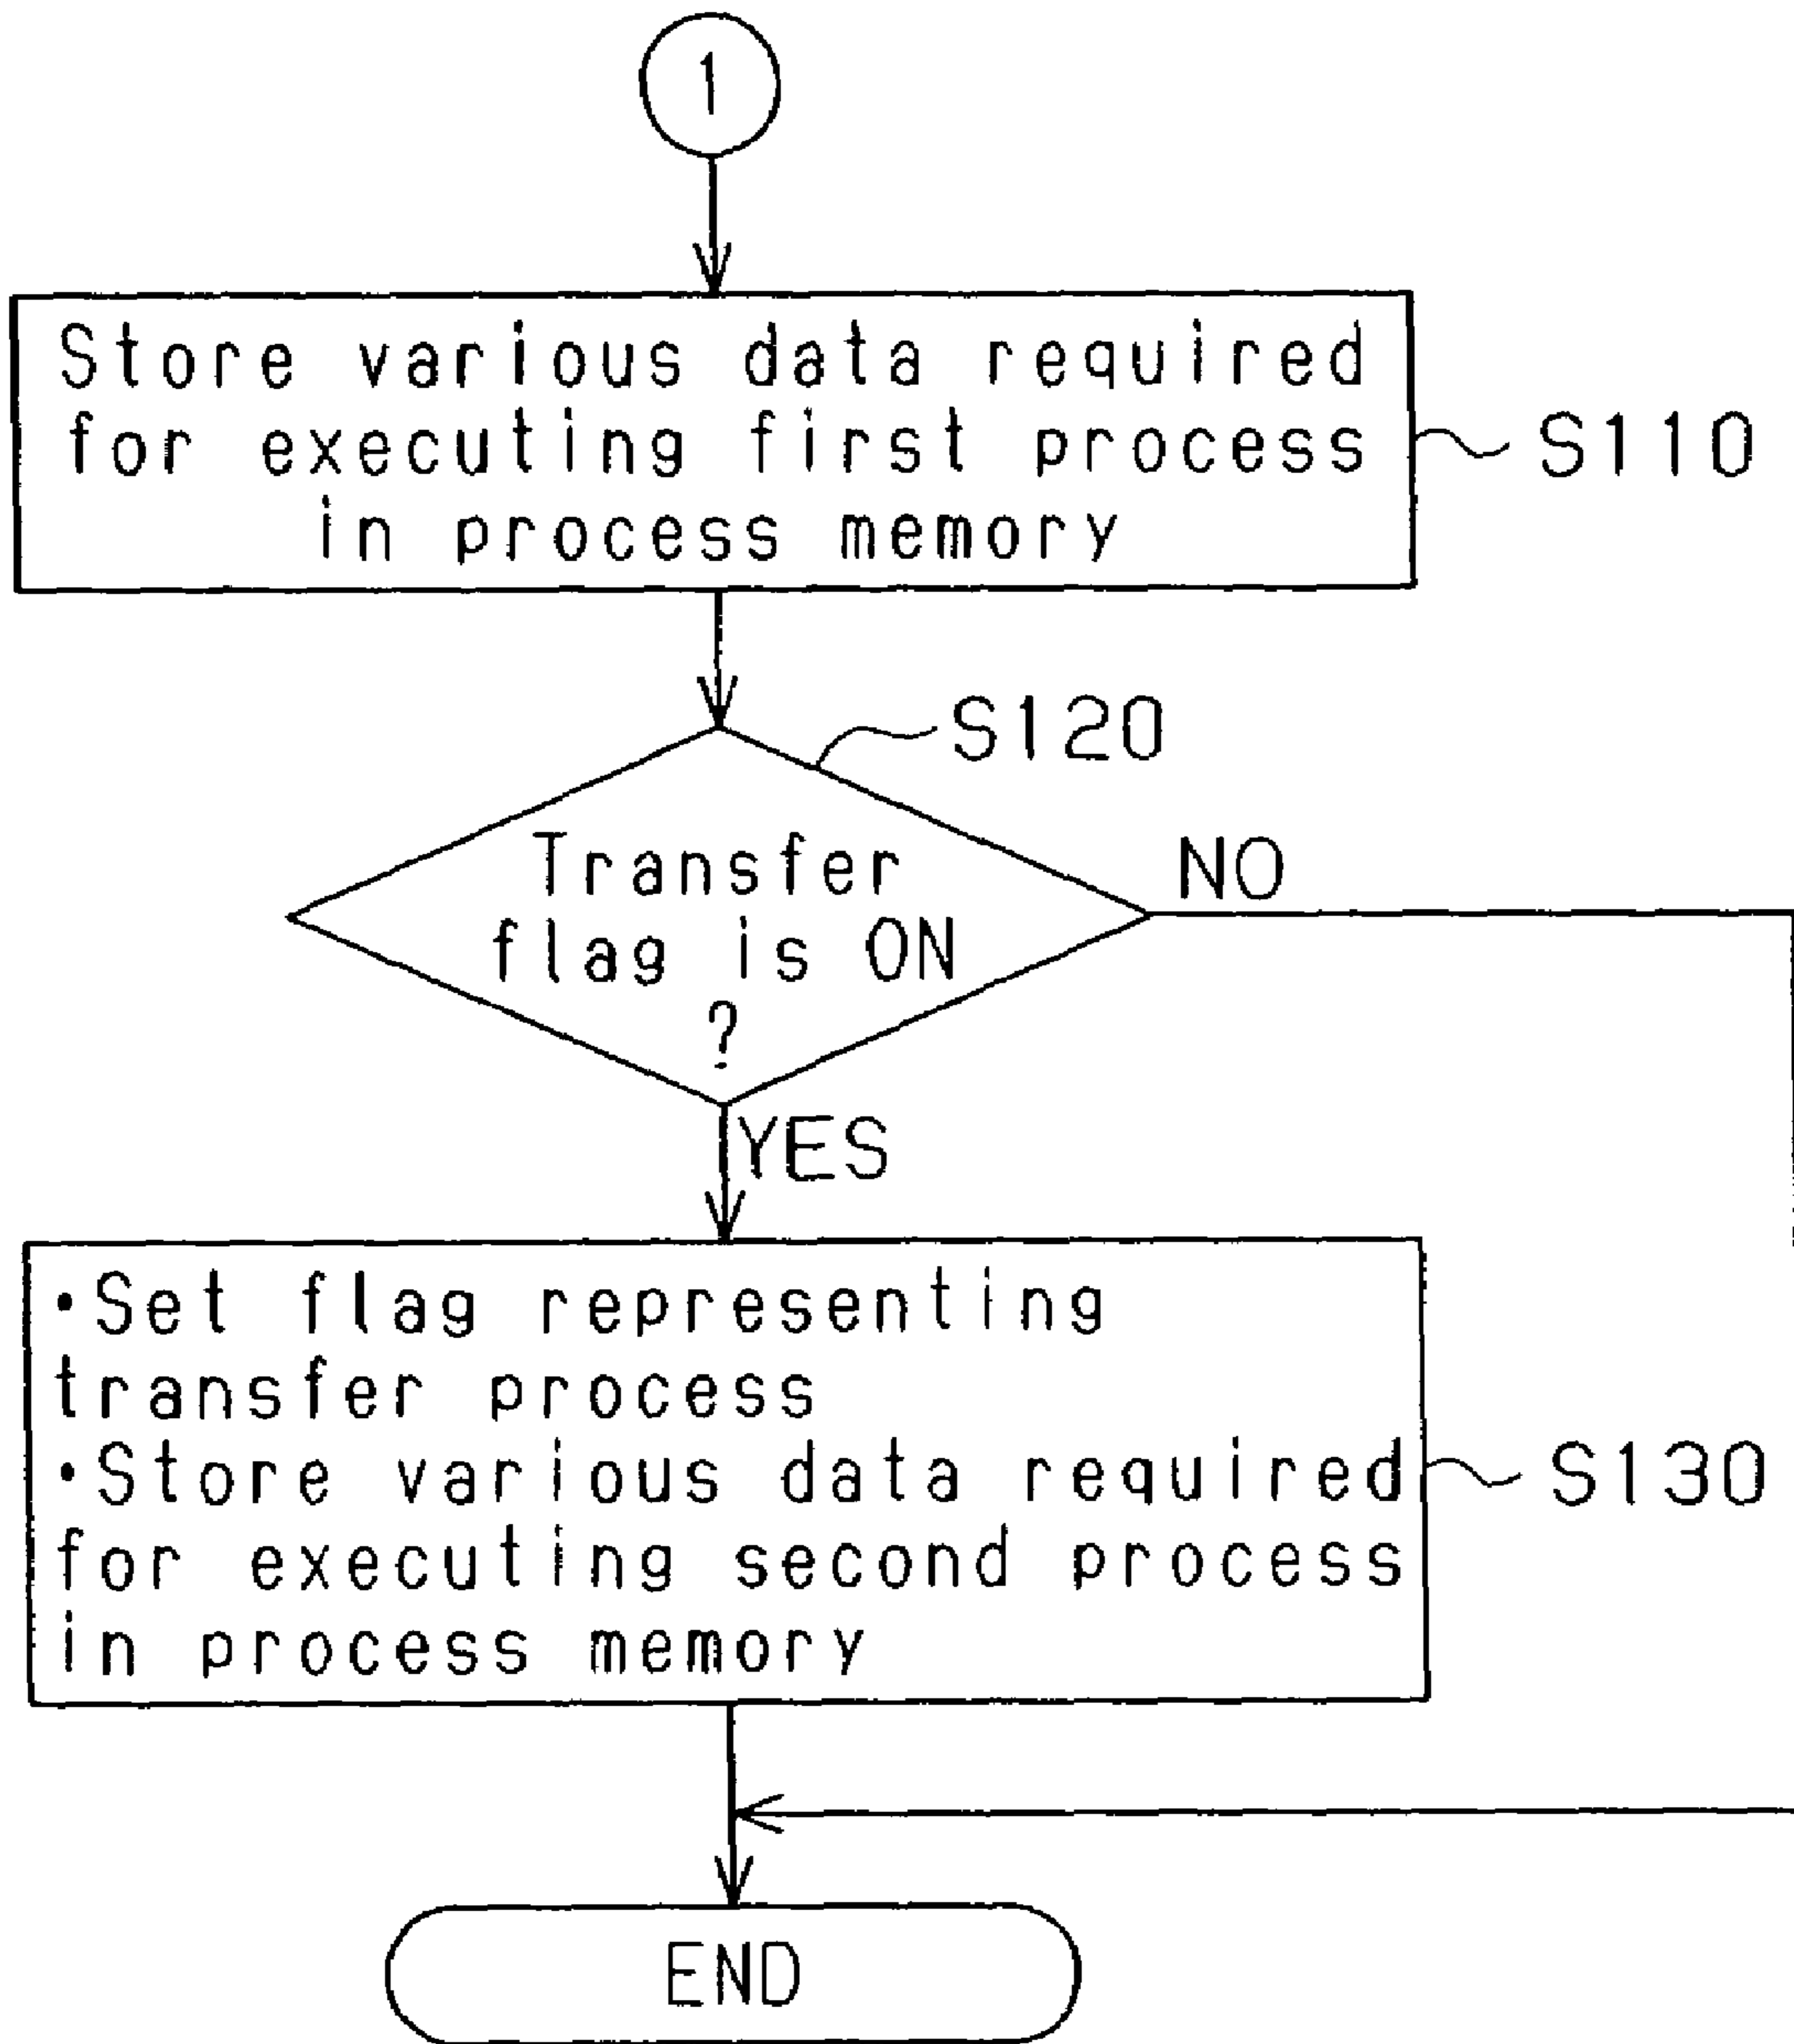 1
Store various data required
for executing first process
in process memory
S110
S120
Transfer
flag is ON
?
NO
YES
•Set flag representing
transfer process
•Store various data required
for executing second process
in process memory
S130
END